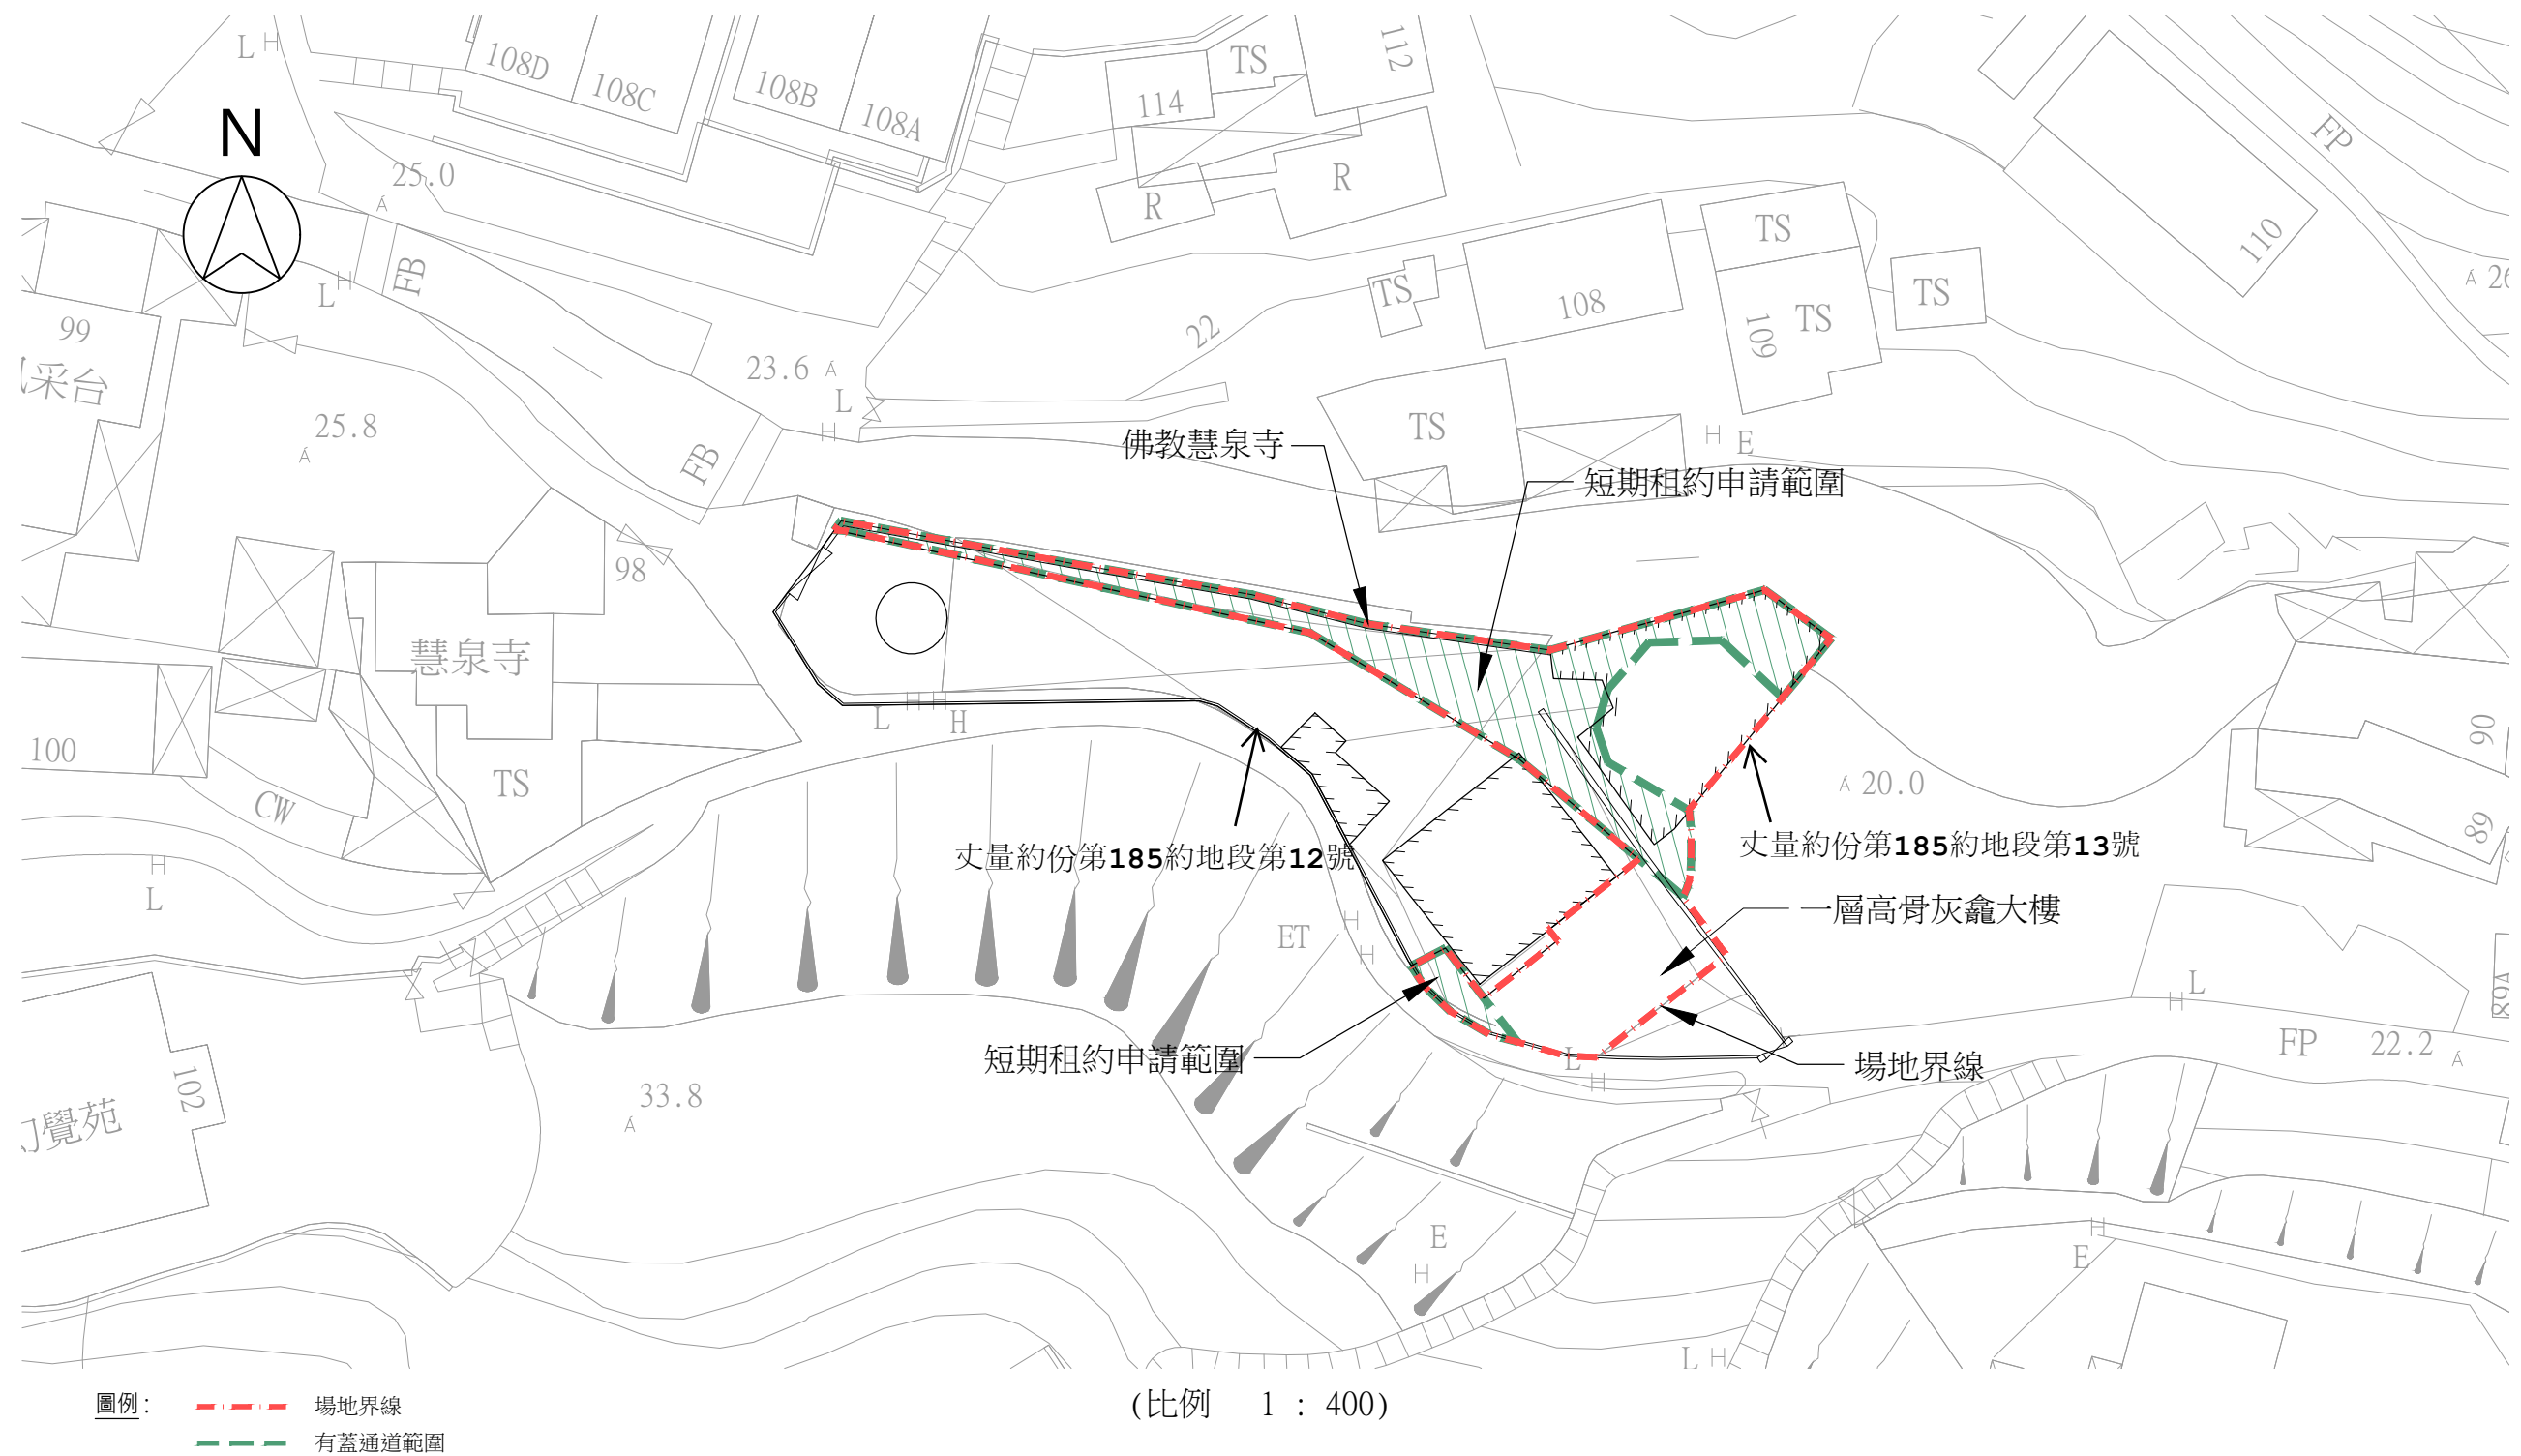 L
108D
108C
108B
108A
114
TS
112
R
R
FP
110
N
25.0
FB
L
99
采台
25.8
23.6
L
FB
22
TS
108
TS
109
TS
TS
TS
E
佛教慧泉寺
短期租約申請範圍
98
慧泉寺
100
TS
CW
L
H
L
20.0
90
89
丈量約份第185約地段第12號
丈量約份第185約地段第13號
一層高骨灰龕大樓
ET
短期租約申請範圍
場地界線
L
L
FP
22.2
89A
102
覺苑
33.8
E
E
L
(比例 1 : 400)
圖例:
場地界線
有蓋通道範圍